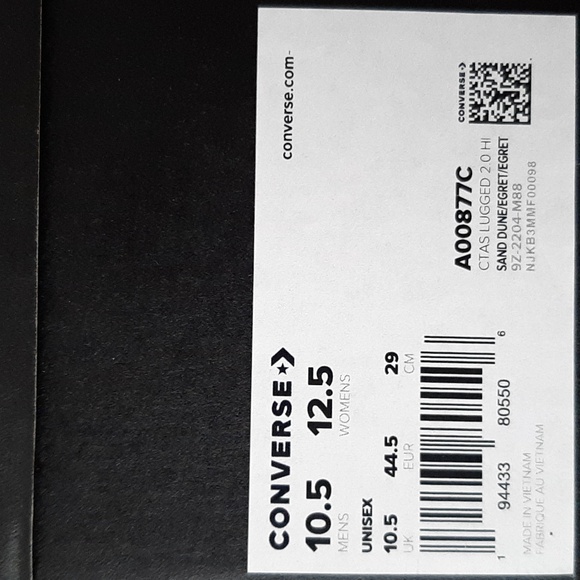 CONVERSE
converse.com
10.5 12.5
MENS WOMENS
UNISEX
10.5 44.5 29
UK EUR CM
1 94433 80550 6
MADE IN VIETNAM
FABRIQUE AU VIETNAM
CONVERSE
A00877C
CTAS LUGGED 2.0 HI
SAND DUNE/EGRET/EGRET
9Z-2204-M88
NJKB3MMF00098